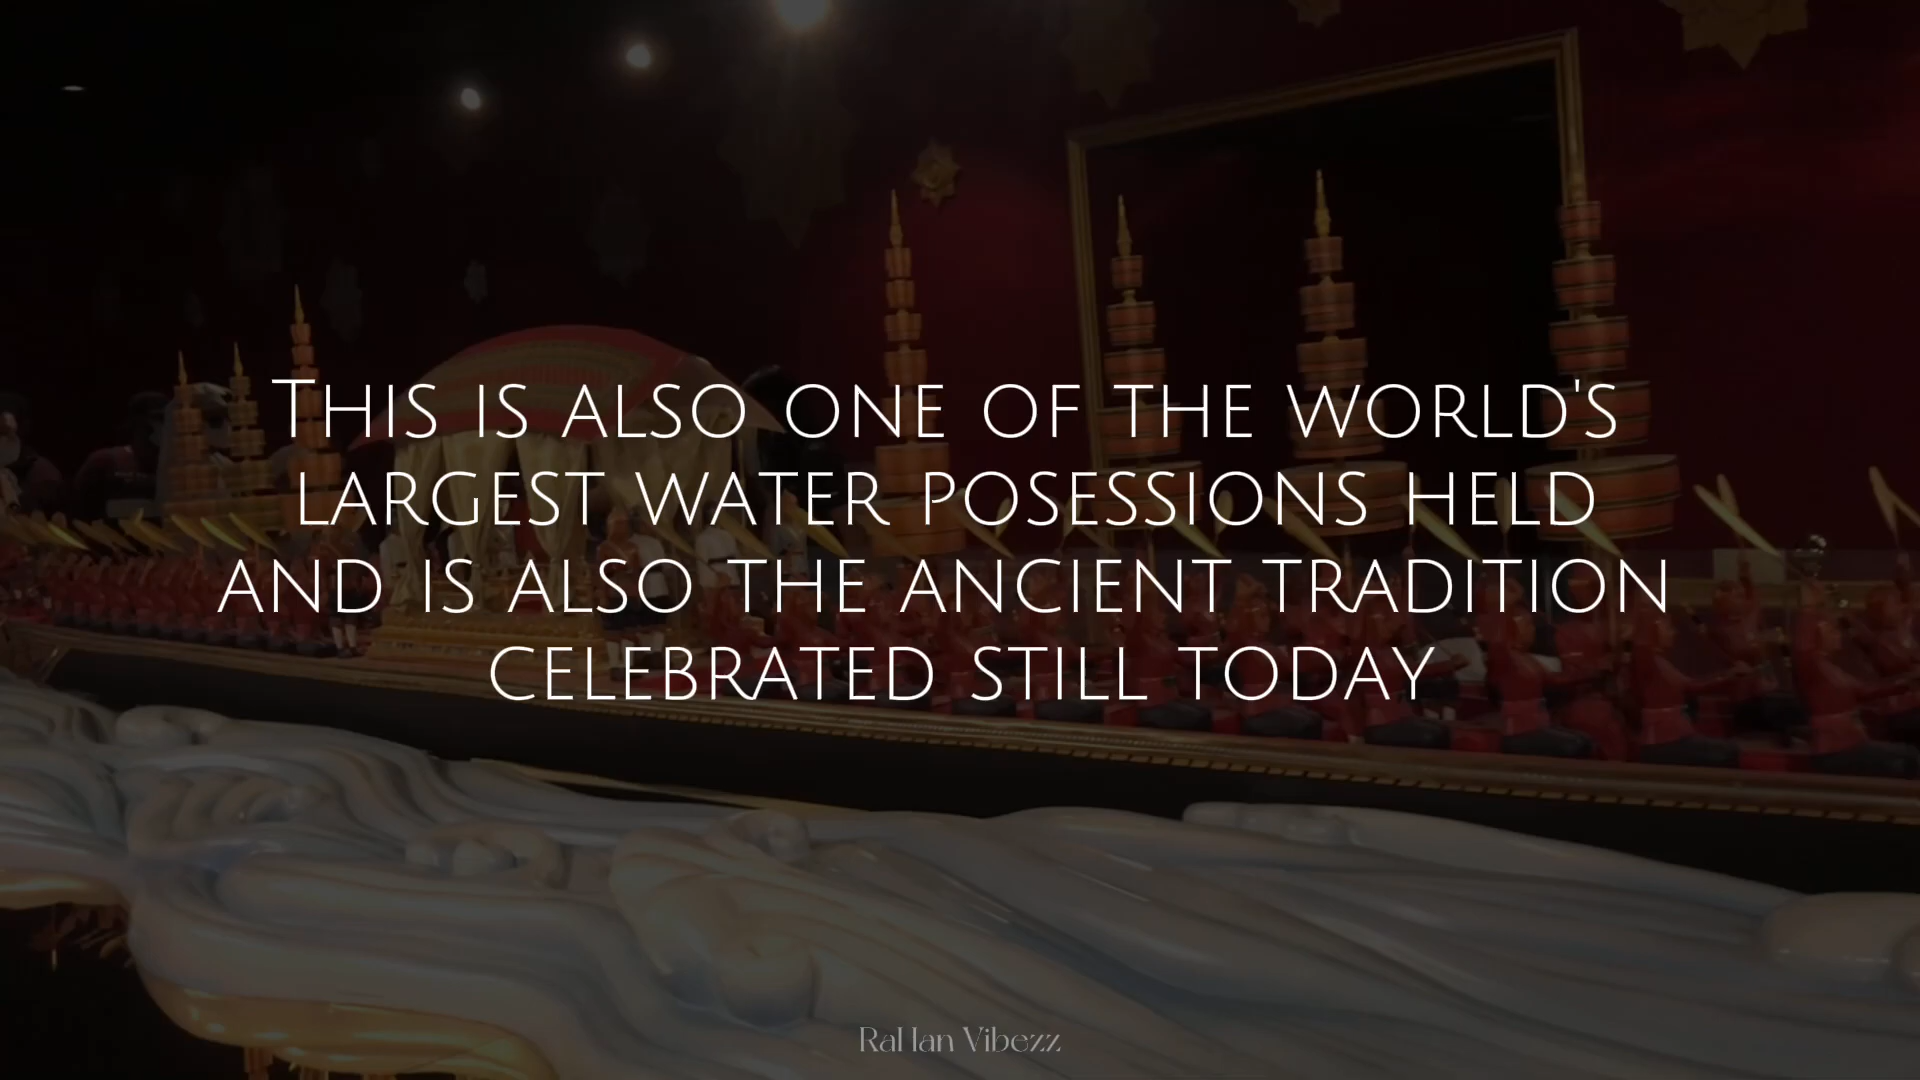 This is also one of the world's
largest water posessions held
and is also the ancient tradition
celebrated still today
Ral Ian Vibezz